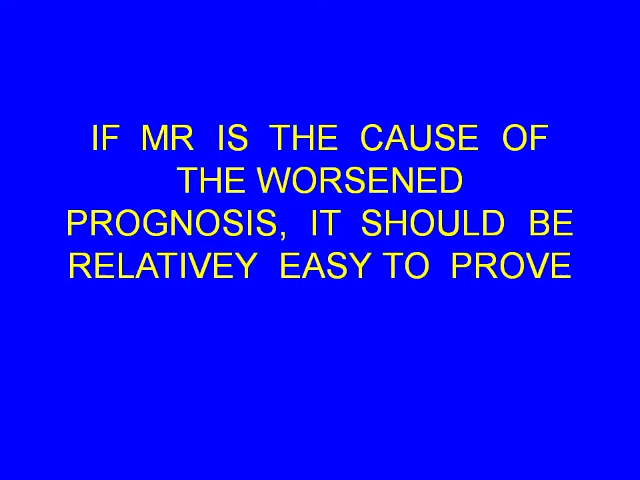 IF MR IS THE CAUSE OF
THE WORSENED
PROGNOSIS, IT SHOULD BE
RELATIVEY EASY TO PROVE